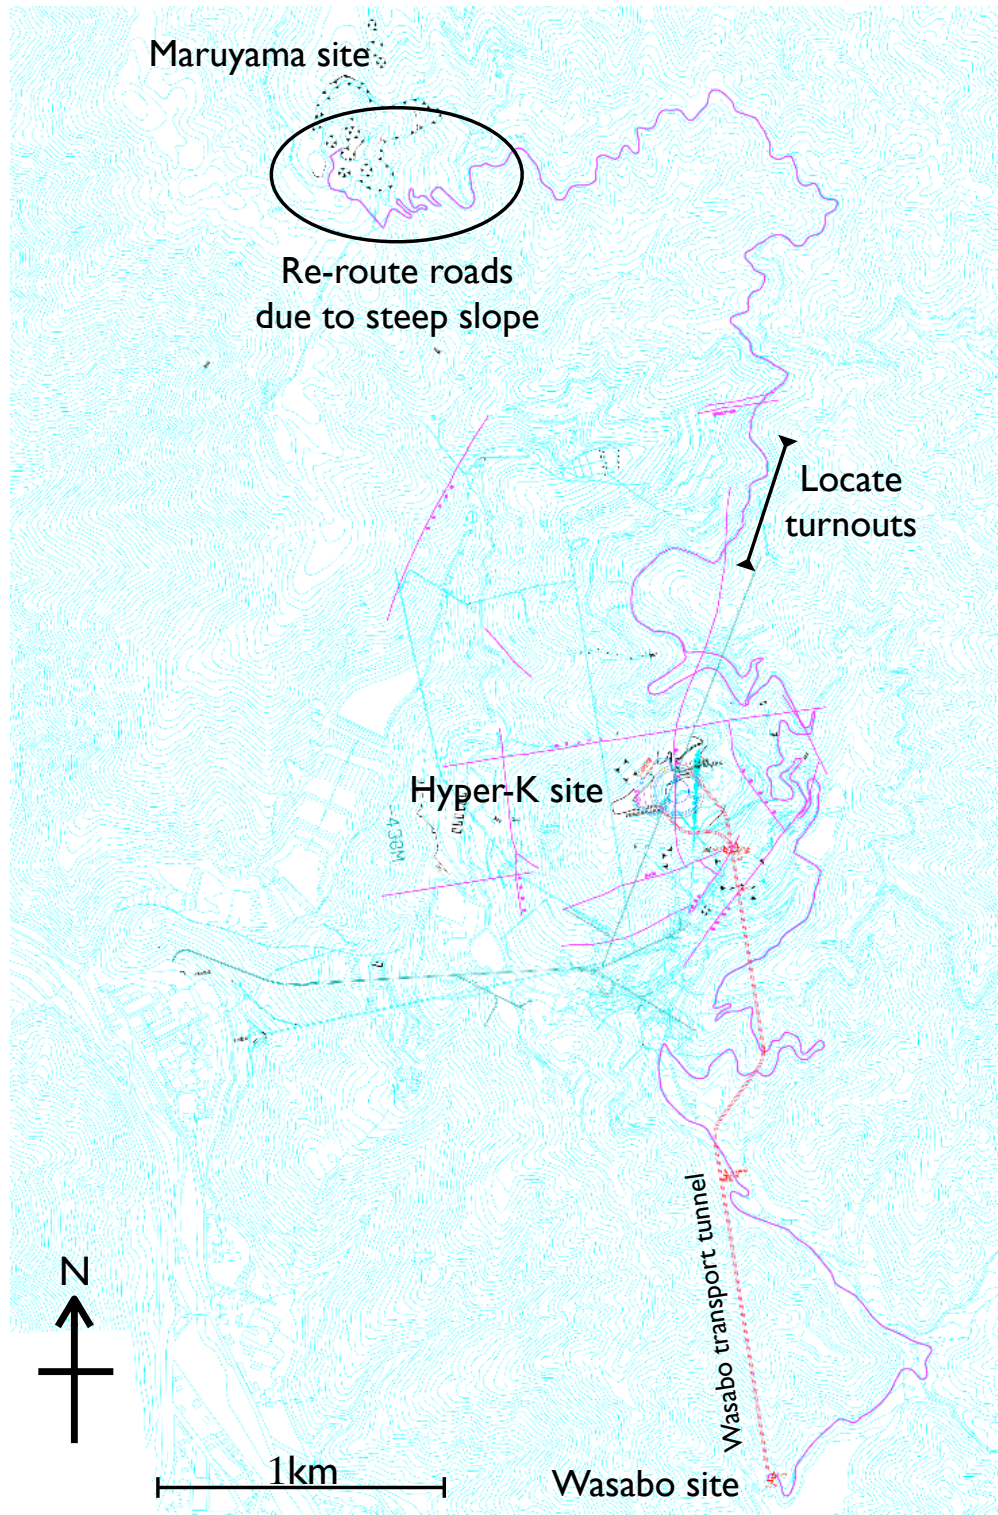 Maruyama site
Re-route roads
due to steep slope
Locate
turnouts
Hyper-K site
-430M
Wasabo transport tunnel
N
1km
Wasabo site